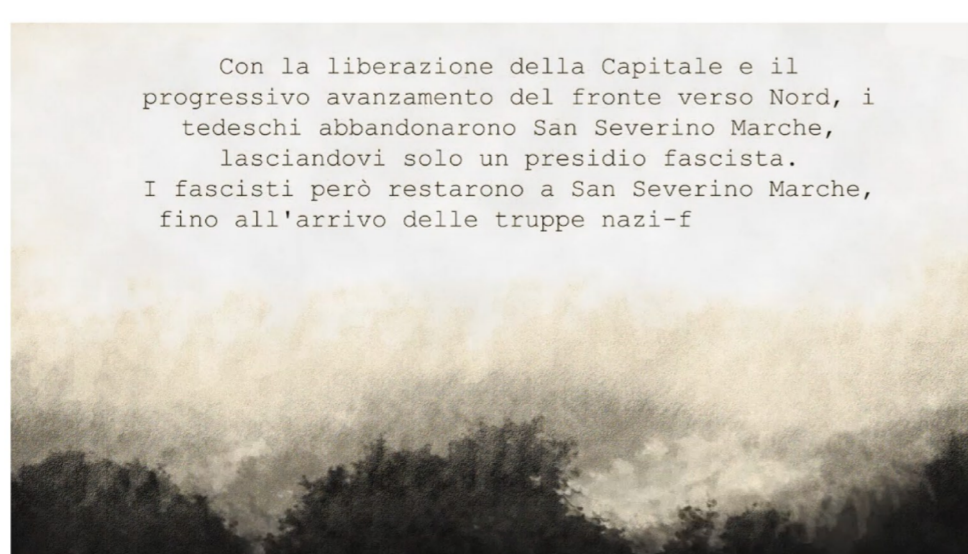 Con la liberazione della Capitale e il
progressivo avanzamento del fronte verso Nord, i
tedeschi abbandonarono San Severino Marche,
lasciandovi solo un presidio fascista.
I fascisti però restarono a San Severino Marche,
fino all'arrivo delle truppe nazi-f